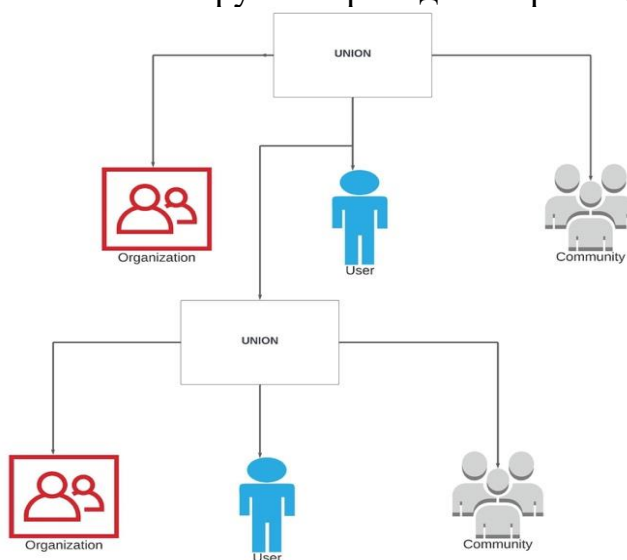 UNION
Organization
User
Community
UNION
Organization
User
Community